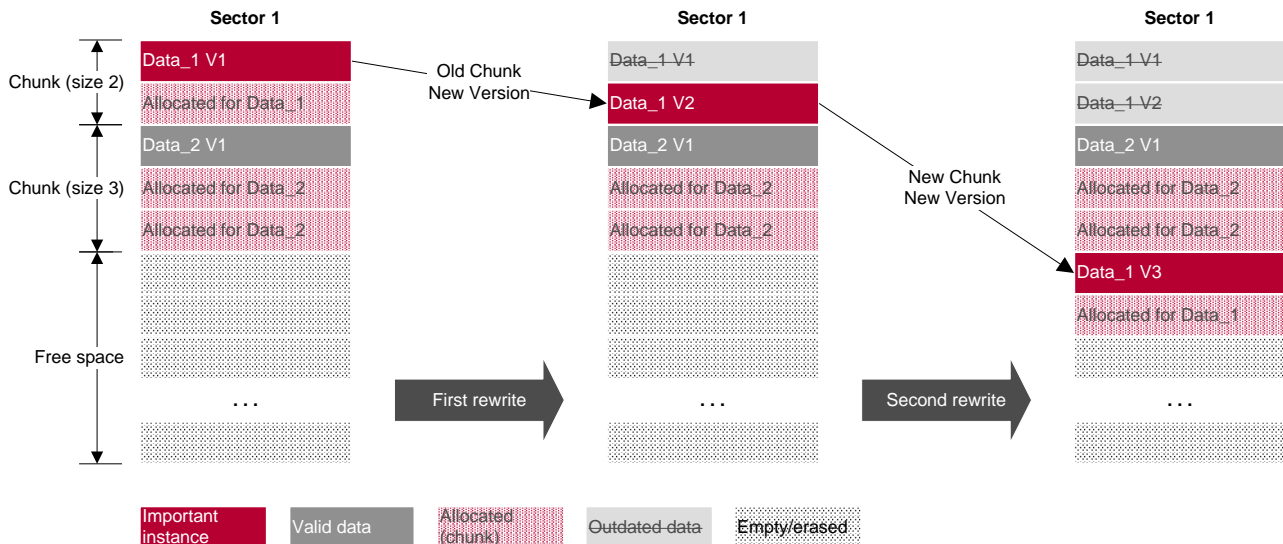 Sector 1
Sector 1
Sector 1
Chunk (size 2)
Data_1 V1
Allocated for Data_1
Chunk (size 3)
Data_2 V1
Allocated for Data_2
Allocated for Data_2
Free space
...
Old Chunk
New Version
First rewrite
Data_1 V1
Data_1 V2
Data_2 V1
Allocated for Data_2
Allocated for Data_2
...
New Chunk
New Version
Second rewrite
Data_1 V1
Data_1 V2
Data_2 V1
Allocated for Data_2
Allocated for Data_2
Data_1 V3
Allocated for Data_1
...
Important
instance
Valid data
Allocated
(chunk)
Outdated data
Empty/erased